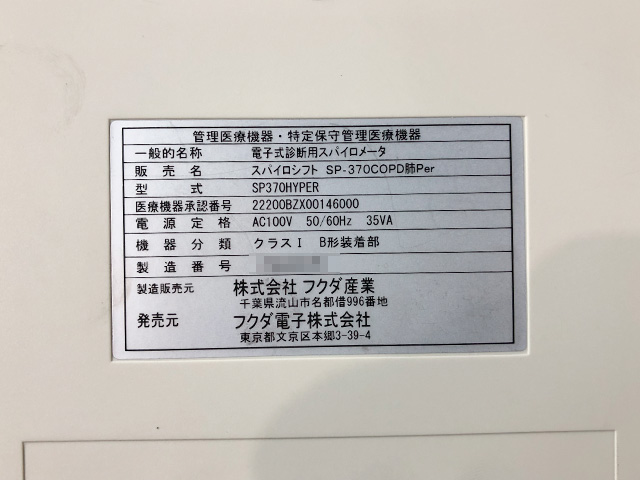 管理医療機器・特定保守管理医療機器
一般的名称 電子式診断用スパイロメータ
販売名 スパイロシフト SP-370COPD肺Per
型式 SP370HYPER
医療機器承認番号 22200BZX00146000
電源定格 AC100V 50/60Hz 35VA
機器分類 クラスⅠ B形装着部
製造番号
製造販売元 株式会社 フクダ産業
千葉県流山市名都借996番地
発売元 フクダ電子株式会社
東京都文京区本郷3-39-4